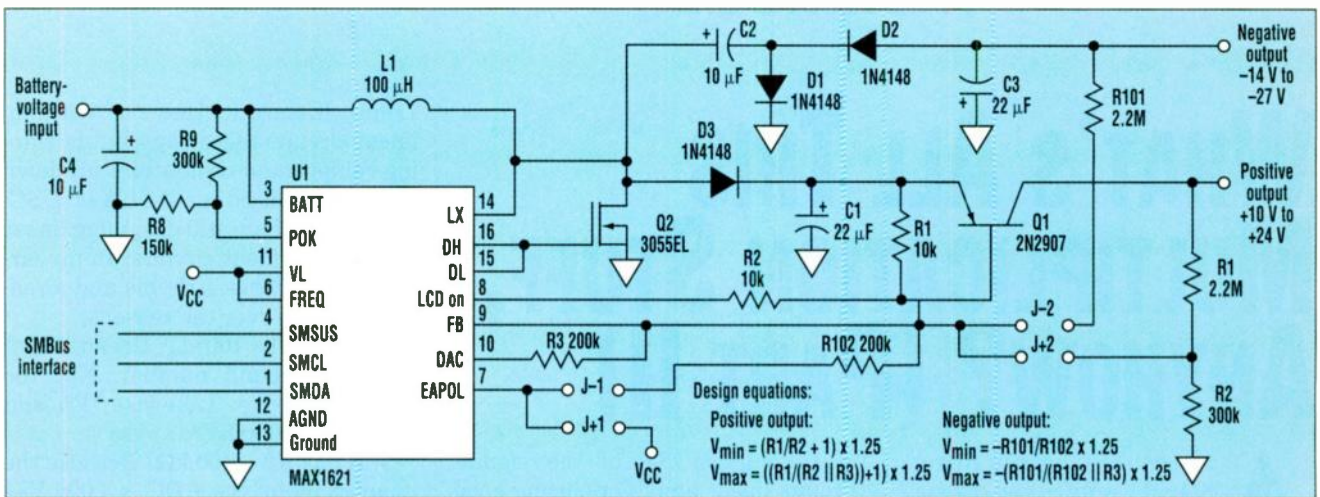 Battery-
voltage
input
C4
10 µF
+
R9
300k
R8
150k
L1
100 µH
U1
3
BATT
5
POK
11
VL
6
FREQ
VCC
4
SMSUS
2
SMCL
1
SMDA
12
AGND
13
Ground
SMBus
interface
MAX1621
14
LX
16
DH
15
DL
8
LCD on
9
FB
10
DAC
7
EAPOL
+
C2
10 µF
D1
1N4148
D2
1N4148
C3
22 µF
+
R101
2.2M
Negative
output
–14 V to
–27 V
D3
1N4148
Q2
3055EL
+
C1
22 µF
R1
10k
Q1
2N2907
Positive
output
+10 V to
+24 V
R1
2.2M
R2
10k
R3 200k
R102 200k
J–2
J+2
J–1
J+1
VCC
R2
300k
Design equations:
Positive output:
Vmin = (R1/R2 + 1) x 1.25
Vmax = ((R1/(R2 || R3))+1) x 1.25
Negative output:
Vmin = –R101/R102 x 1.25
Vmax = –(R101/(R102 || R3) x 1.25